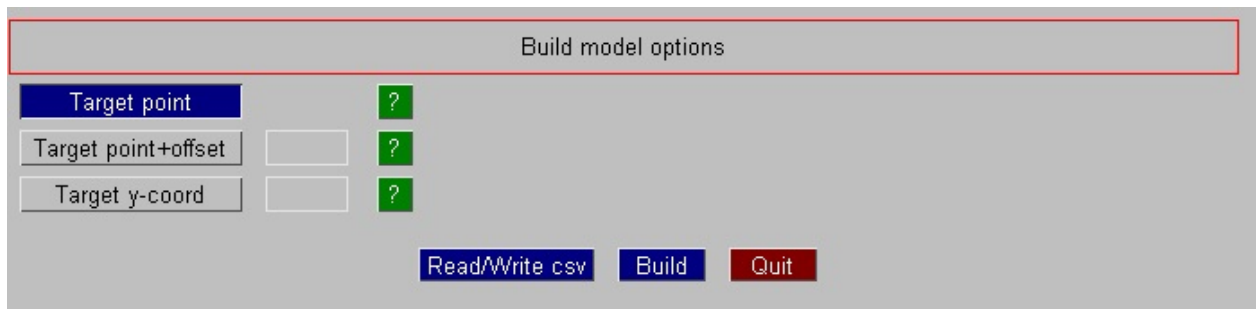 Build model options
Target point ?
Target point+offset ?
Target y-coord ?
Read/Write csv Build Quit